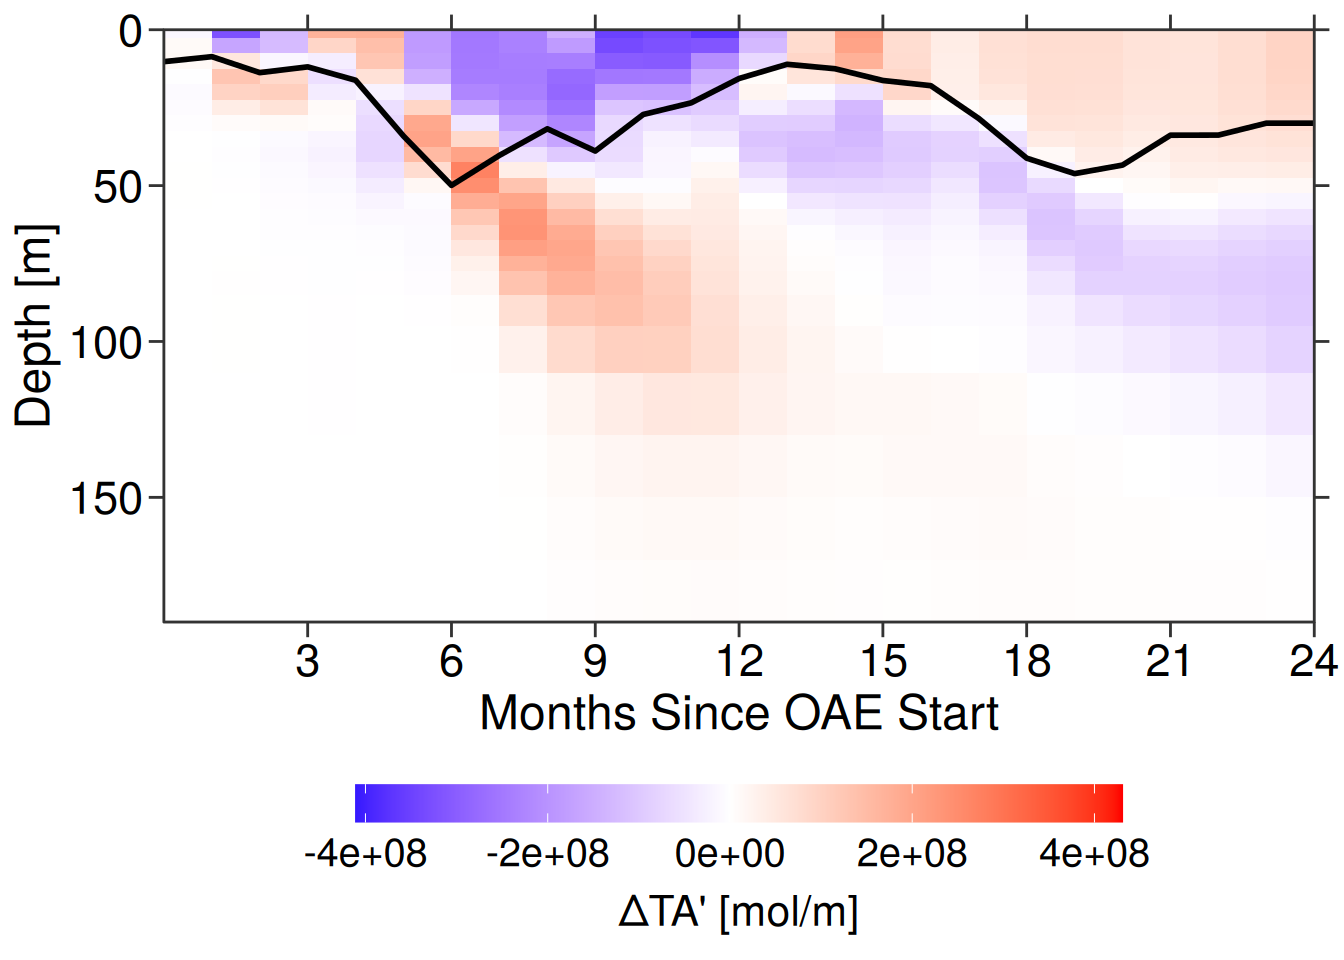 0
50
100
150
Depth [m]
3 6 9 12 15 18 21 24
Months Since OAE Start
-4e+08 -2e+08 0e+00 2e+08 4e+08
ΔTA' [mol/m]